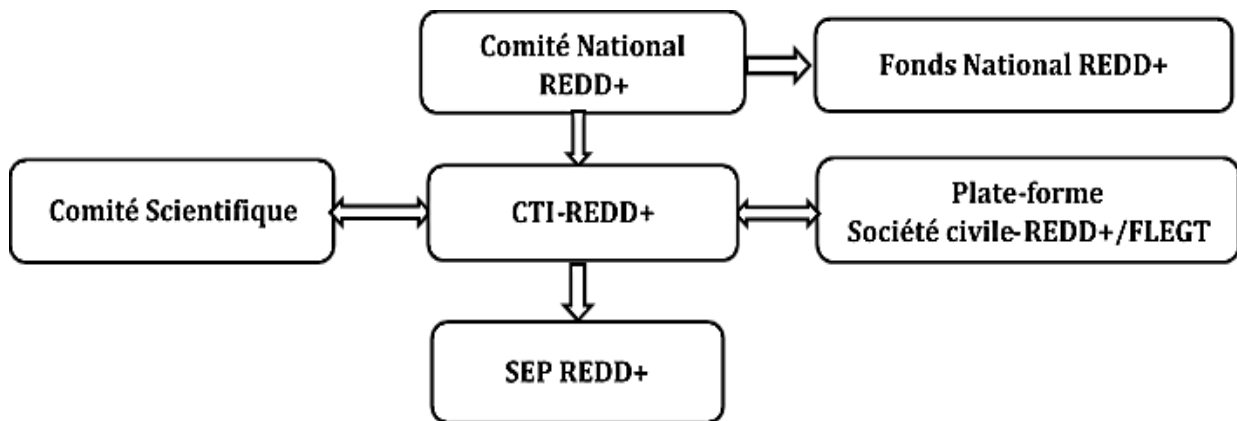 Comité National
REDD+
Fonds National REDD+
Comité Scientifique
CTI-REDD+
Plate-forme
Société civile-REDD+/FLEGT
SEP REDD+